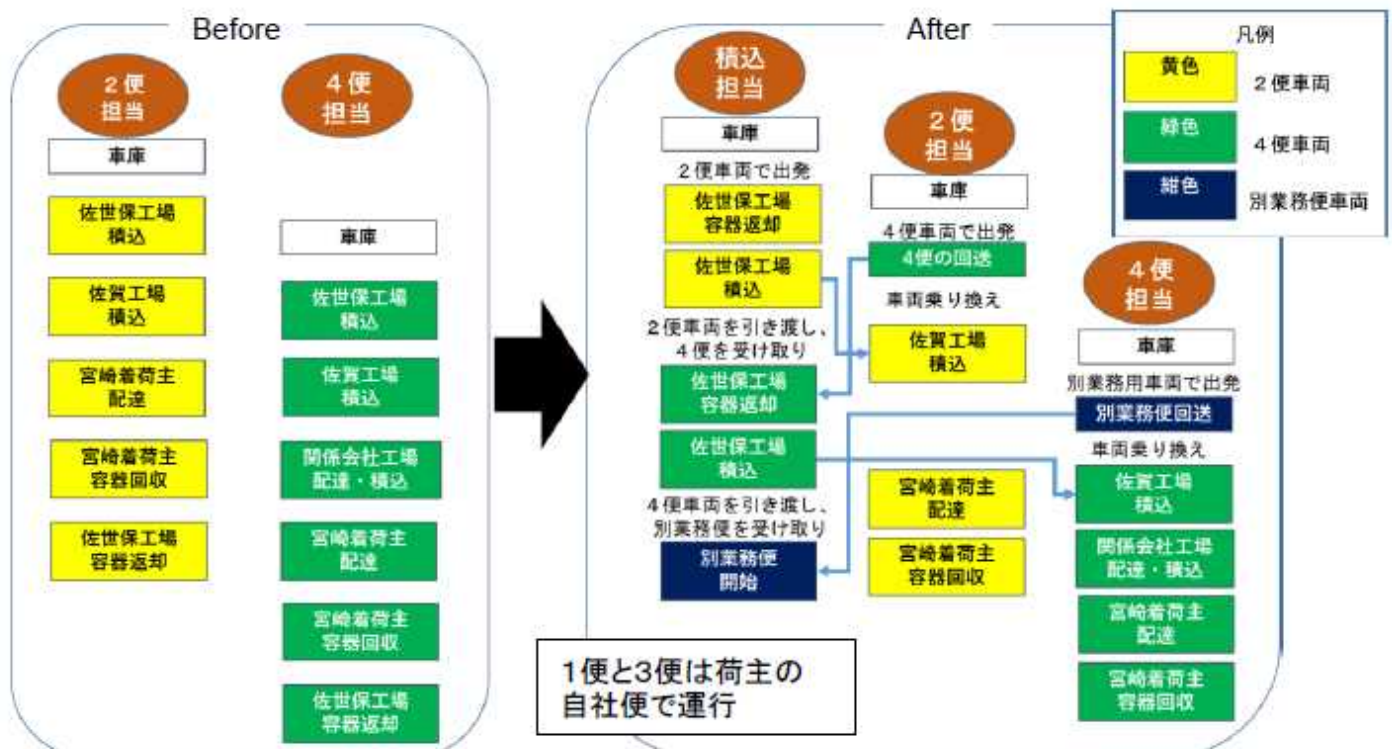 Before
2便
担当
車庫
佐世保工場
積込
佐賀工場
積込
宮崎着荷主
配達
宮崎着荷主
容器回収
佐世保工場
容器返却
4便
担当
車庫
佐世保工場
積込
佐賀工場
積込
関係会社工場
配達・積込
宮崎着荷主
配達
宮崎着荷主
容器回収
佐世保工場
容器返却
After
積込
担当
車庫
2便車両で出発
佐世保工場
容器返却
佐世保工場
積込
2便車両を引き渡し、
4便を受け取り
佐世保工場
容器返却
佐世保工場
積込
4便車両を引き渡し、
別業務便を受け取り
別業務便
開始
2便
担当
車庫
4便車両で出発
4便の回送
車両乗り換え
佐賀工場
積込
宮崎着荷主
配達
宮崎着荷主
容器回収
4便
担当
車庫
別業務用車両で出発
別業務便回送
車両乗り換え
佐賀工場
積込
関係会社工場
配達・積込
宮崎着荷主
配達
宮崎着荷主
容器回収
凡例
黄色
2便車両
緑色
4便車両
紺色
別業務便車両
1便と3便は荷主の
自社便で運行